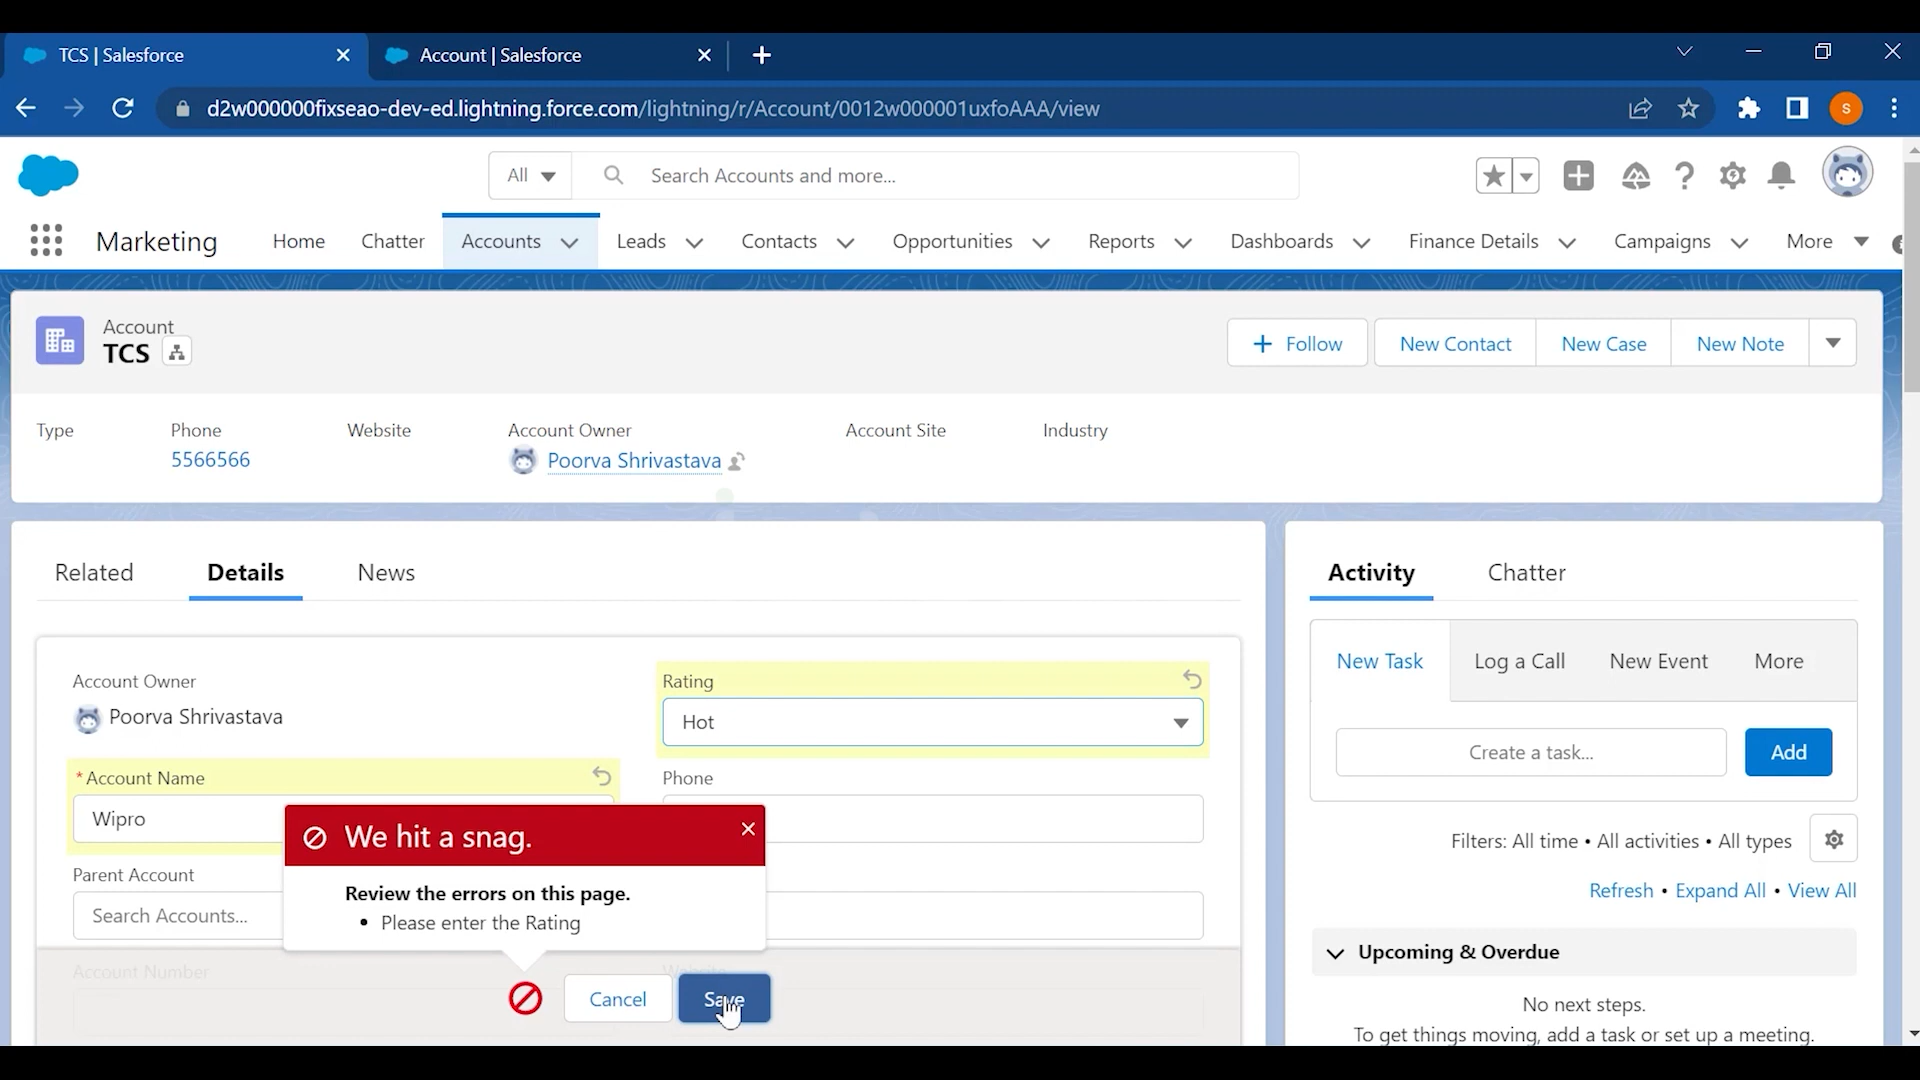 TCS | Salesforce
Account | Salesforce
d2w000000fixseao-dev-ed.lightning.force.com/lightning/r/Account/0012w000001uxfoAAA/view
S
All
Search Accounts and more...
Marketing
Home
Chatter
Accounts
Leads
Contacts
Opportunities
Reports
Dashboards
Finance Details
Campaigns
More
Account
TCS
Follow
New Contact
New Case
New Note
Type
Phone
Website
Account Owner
Account Site
Industry
5566566
Poorva Shrivastava
Related
Details
News
Activity
Chatter
Account Owner
Poorva Shrivastava
Rating
Hot
* Account Name
Wipro
Phone
Parent Account
Search Accounts...
We hit a snag.
Review the errors on this page.
• Please enter the Rating
Account Number
Website
Cancel
Save
New Task
Log a Call
New Event
More
Create a task...
Add
Filters: All time • All activities • All types
Refresh • Expand All • View All
Upcoming & Overdue
No next steps.
To get things moving, add a task or set up a meeting.